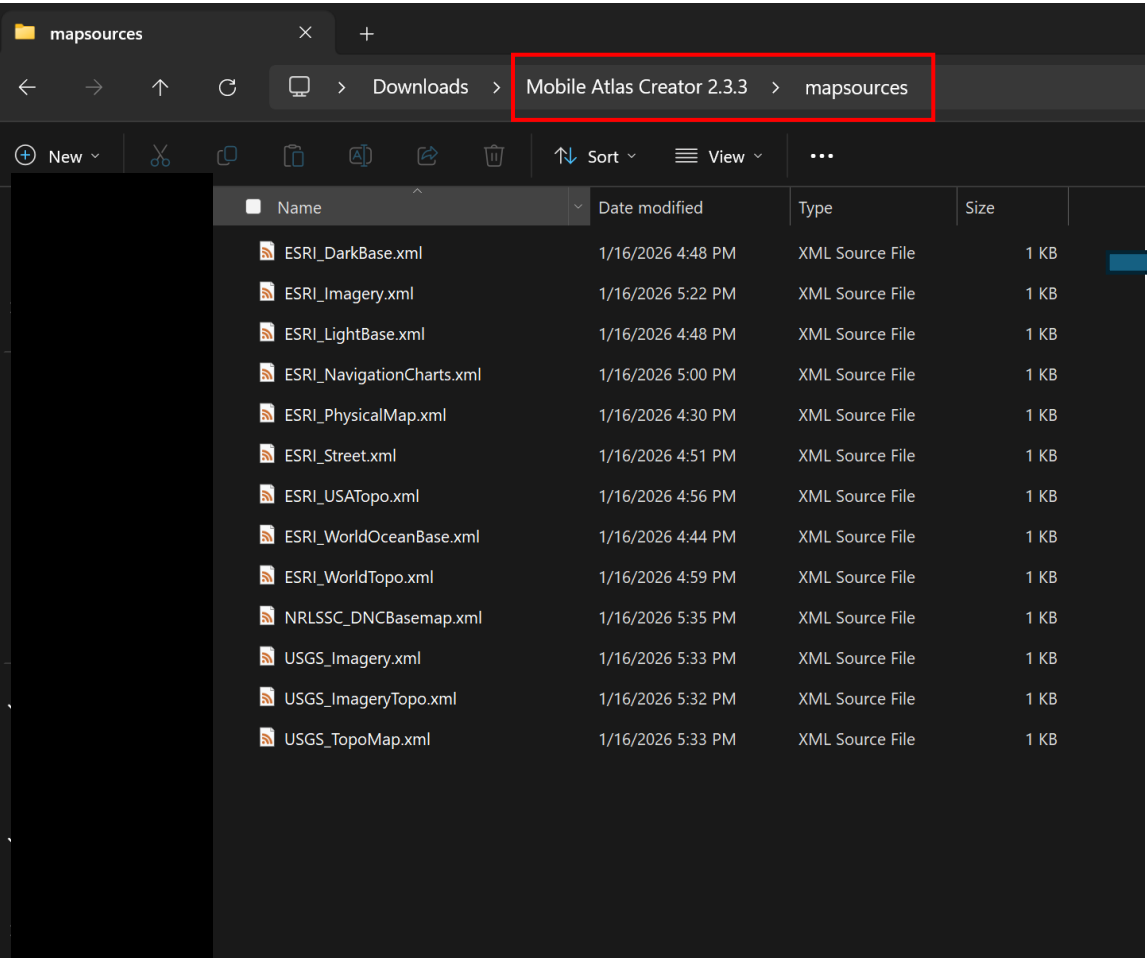 mapsources
Downloads > Mobile Atlas Creator 2.3.3 > mapsources
New Sort View
Name Date modified Type Size
ESRI_DarkBase.xml 1/16/2026 4:48 PM XML Source File 1 KB
ESRI_Imagery.xml 1/16/2026 5:22 PM XML Source File 1 KB
ESRI_LightBase.xml 1/16/2026 4:48 PM XML Source File 1 KB
ESRI_NavigationCharts.xml 1/16/2026 5:00 PM XML Source File 1 KB
ESRI_PhysicalMap.xml 1/16/2026 4:30 PM XML Source File 1 KB
ESRI_Street.xml 1/16/2026 4:51 PM XML Source File 1 KB
ESRI_USATopo.xml 1/16/2026 4:56 PM XML Source File 1 KB
ESRI_WorldOceanBase.xml 1/16/2026 4:44 PM XML Source File 1 KB
ESRI_WorldTopo.xml 1/16/2026 4:59 PM XML Source File 1 KB
NRLSSC_DNCBasemap.xml 1/16/2026 5:35 PM XML Source File 1 KB
USGS_Imagery.xml 1/16/2026 5:33 PM XML Source File 1 KB
USGS_ImageryTopo.xml 1/16/2026 5:32 PM XML Source File 1 KB
USGS_TopoMap.xml 1/16/2026 5:33 PM XML Source File 1 KB